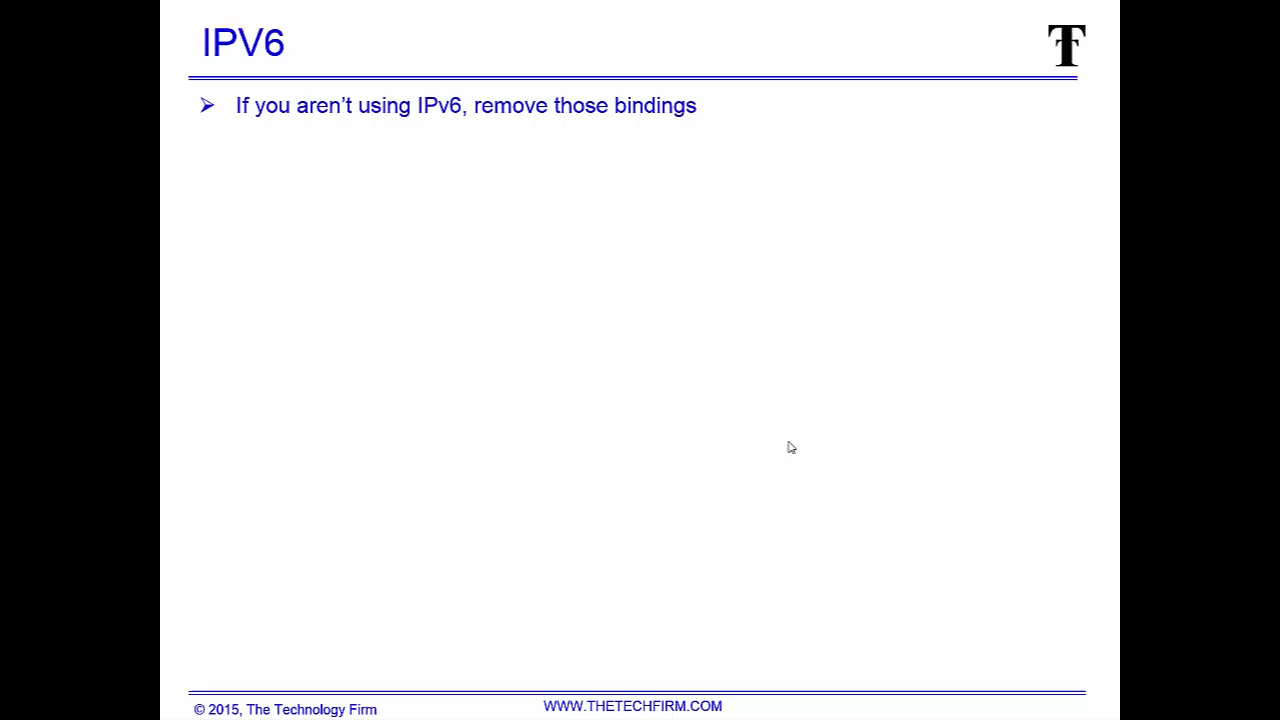 IPV6
If you aren’t using IPv6, remove those bindings
© 2015, The Technology Firm
WWW.THETECHFIRM.COM